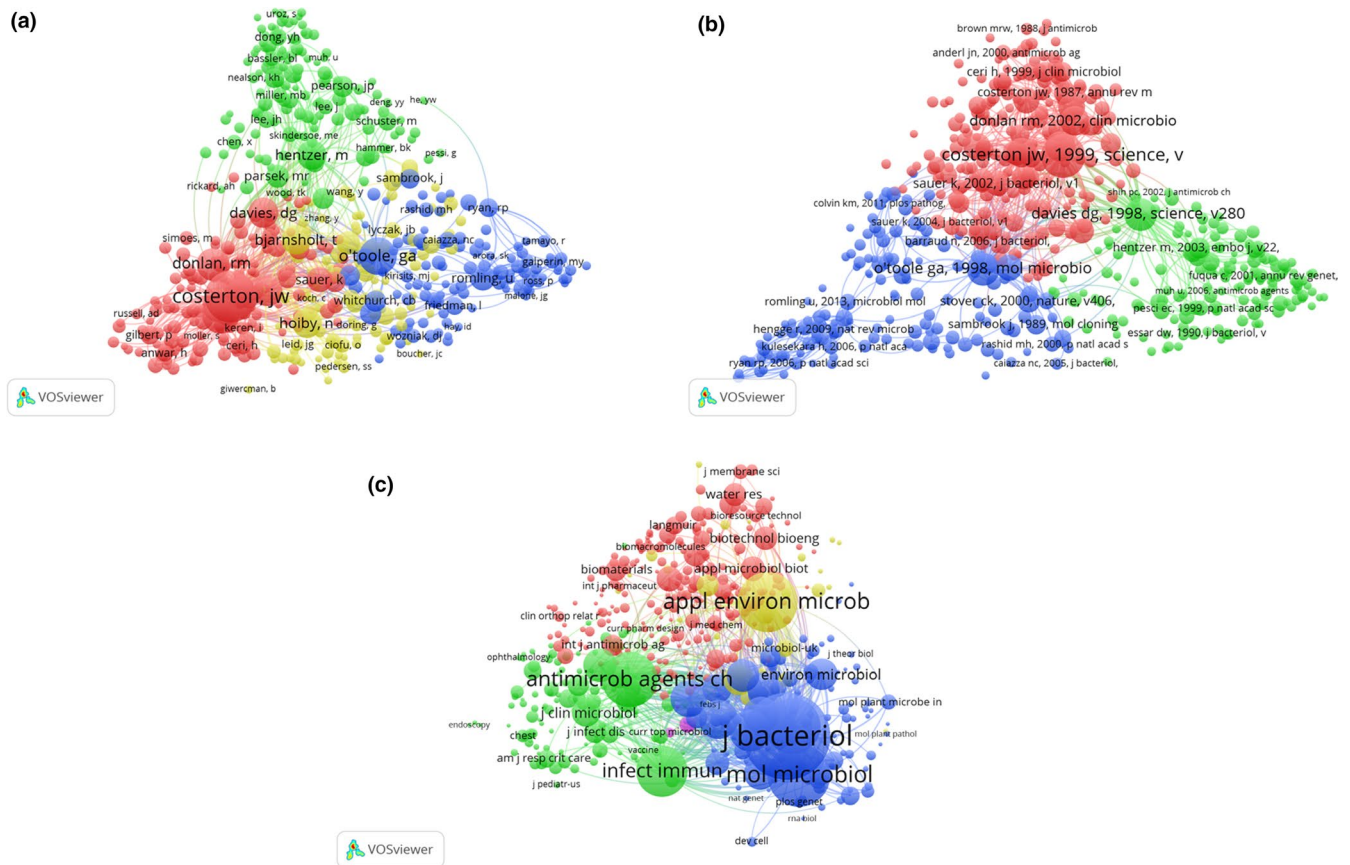 (a)
uroz, s
dong, yh
bassler, bl
muh. u
nealson, kh
pearson, jp
miller, mb
lee, j
deng, yy
he, yw
lee, jh
schuster, m
skindersoe, me
chen, x
hammer, bk
hentzer, m
pessi, g
parsek, mr
rickard, ah
wood, tk
wang, y
sambrook, j
davies, dg
zhang, y
rashid, mh
ryan, rp
simoes, m
bjarnsholt, t
lyczak, jb
caiazza, nc
tamayo, r
donlan, rm
o'toole, ga
arora, sk
galperin, my
sauer, k
kirisits, mj
romling, u
ross, p
malone, jg
costerton, jw
koch, c
whitchurch, cb
friedman, l
russell, ad
hoiby, n
doring, g
hay, id
gilbert, p
moller, s
keren, i
wozniak, dj
anwar, h
ceri, h
leid, jg
ciofu, o
boucher, jc
pedersen, ss
giwercman, b
VOSviewer
(b)
brown mrw, 1988, j antimicrob
anderl jn, 2000, antimicrob ag
ceri h, 1999, j clin microbiol
costerton jw, 1987, annu rev m
donlan rm, 2002, clin microbio
costerton jw, 1999, science, v
sauer k, 2002, j bacteriol, v1
shih pc, 2002, j antimicrob ch
colvin km, 2011, plos pathog,
davies dg, 1998, science, v280
sauer k, 2004, j bacteriol, v1
barraud n, 2006, j bacteriol,
hentzer m, 2003, embo j, v22,
o'toole ga, 1998, mol microbio
fuqua c, 2001, annu rev genet,
muh u, 2006, antimicrob agents
romling u, 2013, microbiol mol
stover ck, 2000, nature, v406,
pesci ec, 1999, p natl acad sc
hengge r, 2009, nat rev microb
sambrook j, 1989, mol cloning
essar dw, 1990, j bacteriol, v
kulesekara h, 2006, p natl aca
rashid mh, 2000, p natl acad s
ryan rp, 2006, p natl acad sci
caiazza nc, 2005, j bacteriol,
VOSviewer
(c)
j membrane sci
water res
bioresource technol
langmuir
biotechnol bioeng
biomacromolecules
biomaterials
appl microbiol biot
int j pharmaceut
appl environ microb
clin orthop relat r
curr pharm design
j med chem
int j antimicrob ag
microbiol-uk
j theor biol
ophthalmology
antimicrob agents ch
environ microbiol
febs j
mol plant microbe in
j clin microbiol
endoscopy
j infect dis
curr top microbiol
j bacteriol
mol plant pathol
chest
vaccine
am j resp crit care
infect immun
mol microbiol
j pediatr-us
nat genet
plos genet
rna biol
dev cell
VOSviewer